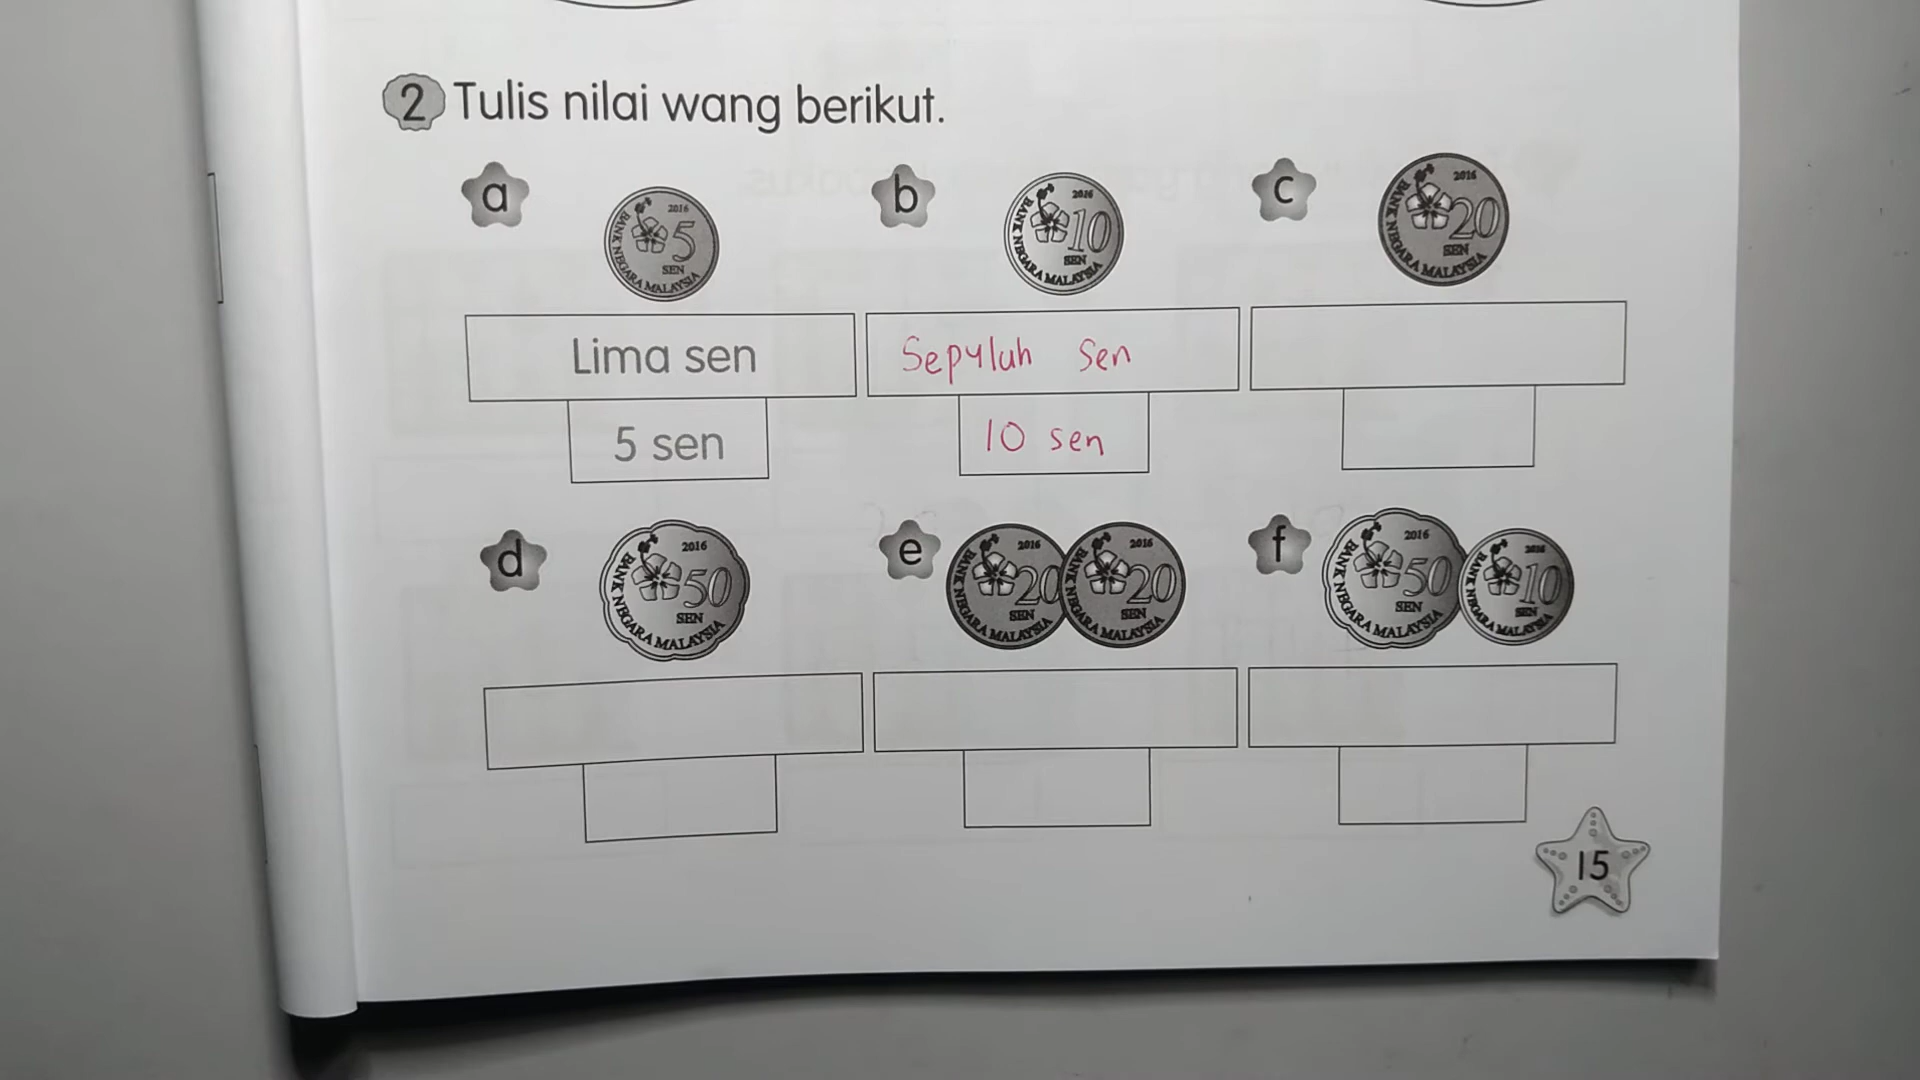 2 Tulis nilai wang berikut.
a
2016
5
SEN
BANK NEGARA MALAYSIA
b
2016
10
SEN
BANK NEGARA MALAYSIA
c
2016
20
SEN
BANK NEGARA MALAYSIA
Lima sen
Sepuluh sen
5 sen
10 sen
d
2016
50
SEN
BANK NEGARA MALAYSIA
e
2016
20
SEN
BANK NEGARA MALAYSIA
2016
20
SEN
BANK NEGARA MALAYSIA
f
2016
50
SEN
BANK NEGARA MALAYSIA
2016
10
SEN
BANK NEGARA MALAYSIA
15